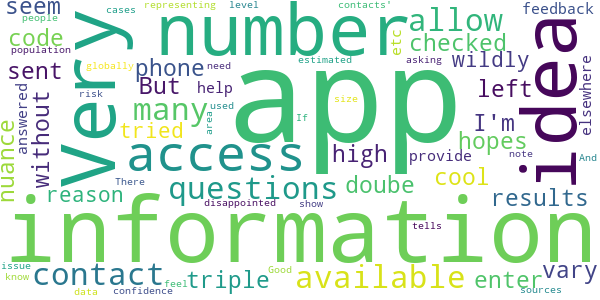 people cases representing level contacts'
seem number allow feedback
code population checked etc
Very app idea
globally estimated asking wildly elsewhere
sent phone need left
But help
answered without risk many used area If size I'm
nuance tried high hopes provide note And
access cool
reason questions doube results
There disappointed show
information tells
issue contact triple available enter vary
know feel Good
data confidence sources